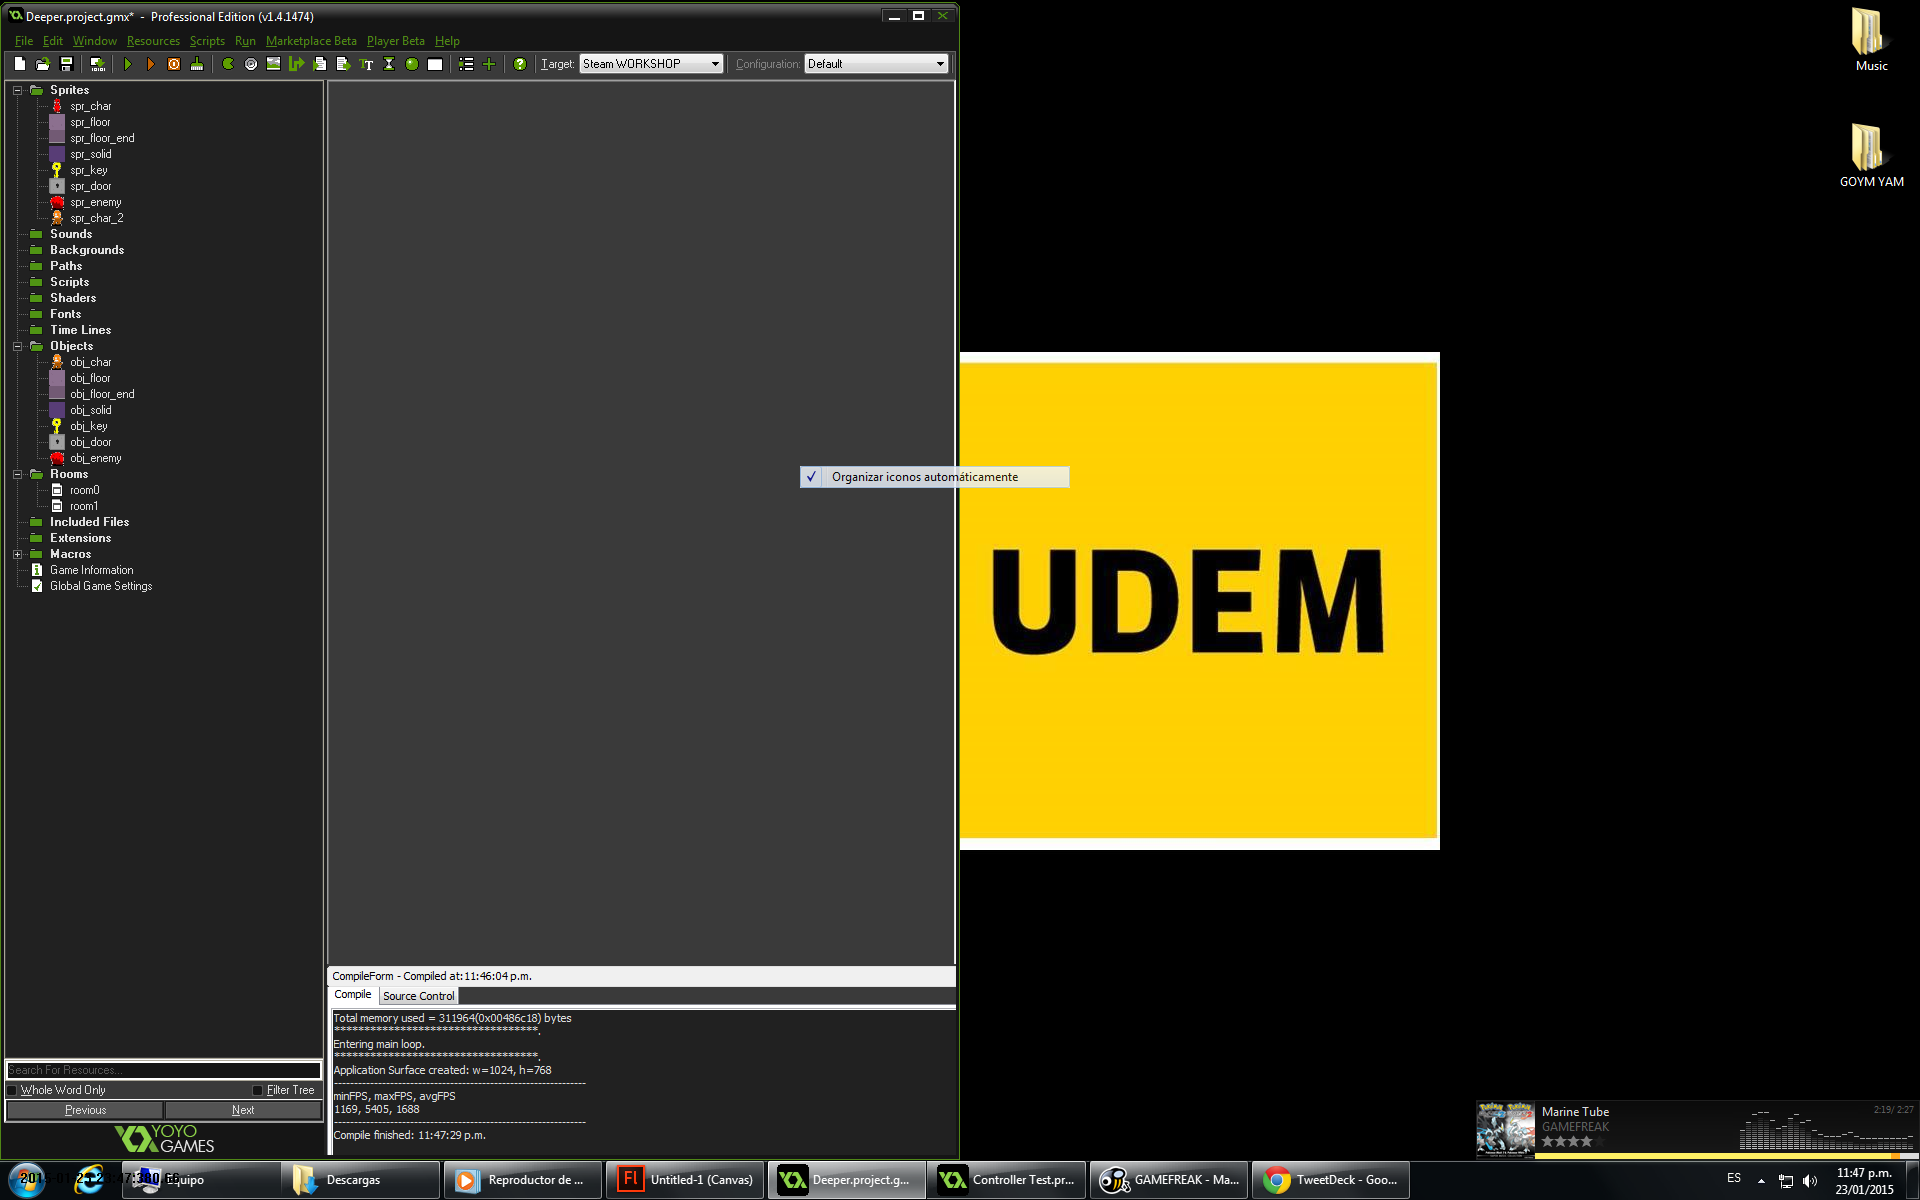 Deeper.project.gmx* - Professional Edition (v1.4.1474)
File Edit Window Resources Scripts Run Marketplace Beta Player Beta Help
Target: Steam WORKSHOP Configuration: Default
Sprites
spr_char
spr_floor
spr_floor_end
spr_solid
spr_key
spr_door
spr_enemy
spr_char_2
Sounds
Backgrounds
Paths
Scripts
Shaders
Fonts
Time Lines
Objects
obj_char
obj_floor
obj_floor_end
obj_solid
obj_key
obj_door
obj_enemy
Rooms
room0
room1
Included Files
Extensions
Macros
Game Information
Global Game Settings
Search For Resources...
Whole Word Only Filter Tree
Previous Next
YOYO
GAMES
Organizar iconos automáticamente
CompileForm - Compiled at: 11:46:04 p.m.
Compile Source Control
Total memory used = 311964(0x00486c18) bytes
**********************************.
Entering main loop.
**********************************.
Application Surface created: w=1024, h=768
minFPS, maxFPS, avgFPS
1169, 5405, 1688
Compile finished: 11:47:29 p.m.
UDEM
Music
GOYM YAM
Marine Tube
GAMEFREAK
2:19/ 2:27
Equipo
Descargas
Reproductor de ...
Fl Untitled-1 (Canvas)
Deeper.project.g...
Controller Test.pr...
GAMEFREAK - Ma...
TweetDeck - Goo...
ES
11:47 p.m.
23/01/2015